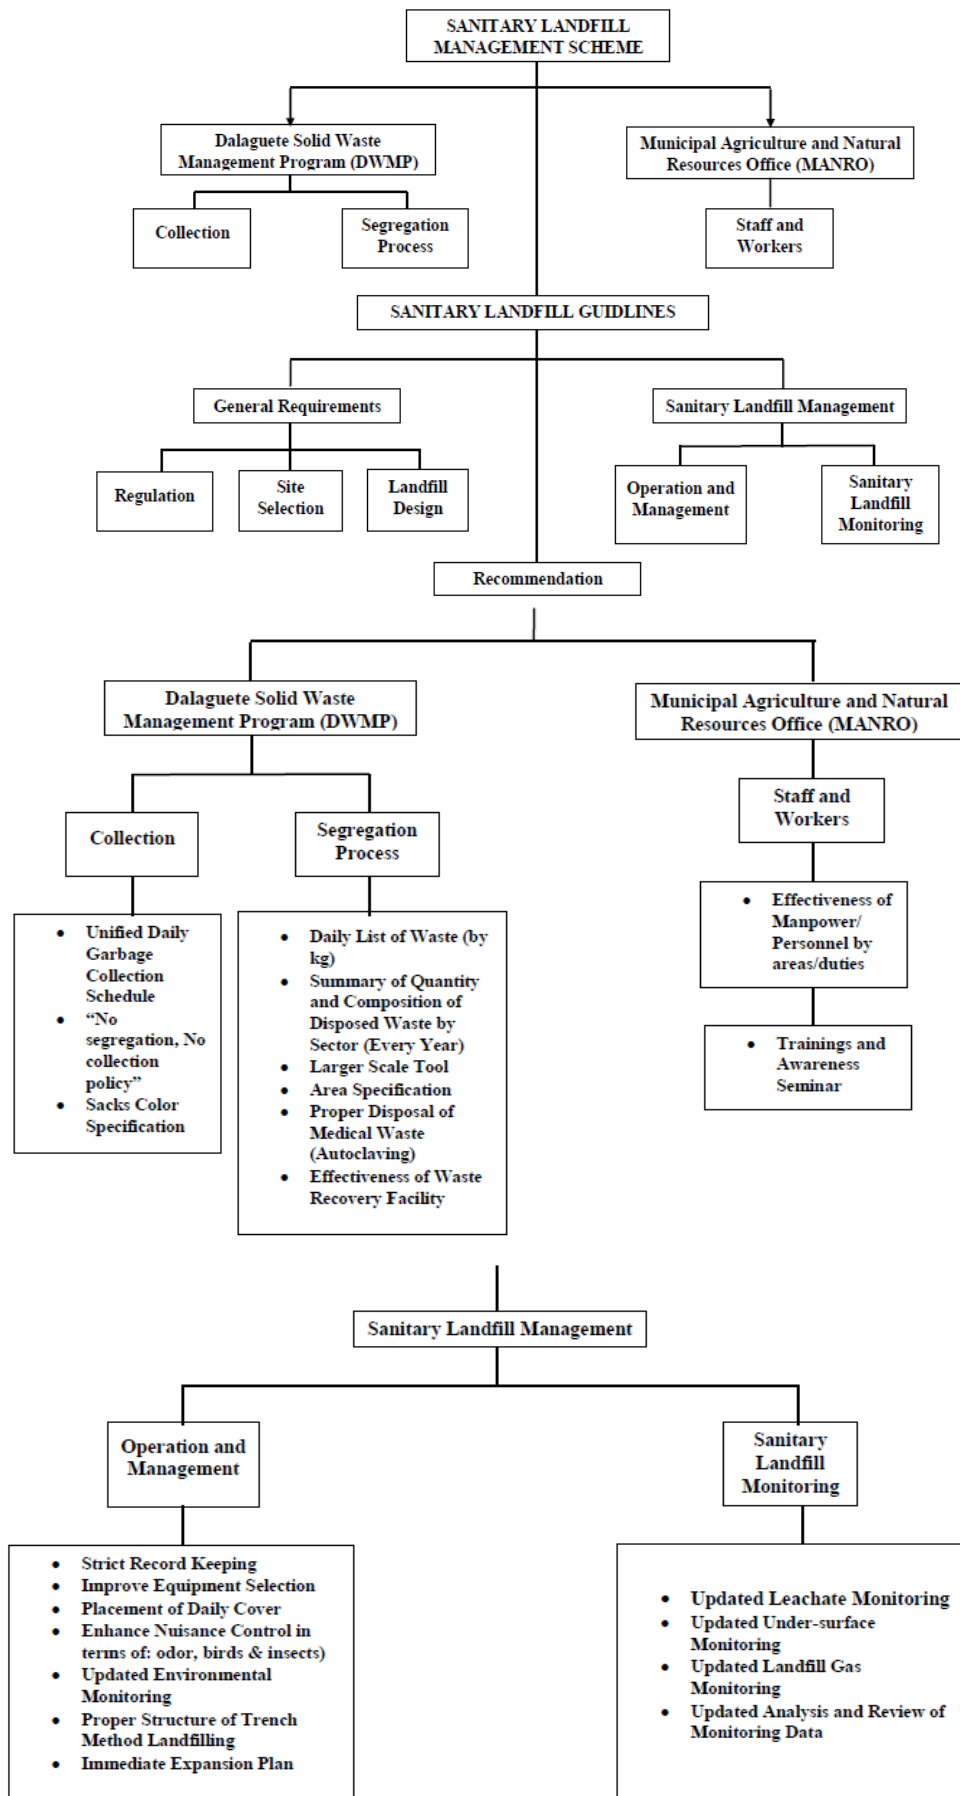 SANITARY LANDFILL
MANAGEMENT SCHEME
Dalaguete Solid Waste
Management Program (DWMP)
Municipal Agriculture and Natural
Resources Office (MANRO)
Collection
Segregation
Process
Staff and
Workers
SANITARY LANDFILL GUIDLINES
General Requirements
Sanitary Landfill Management
Regulation
Site
Selection
Landfill
Design
Operation and
Management
Sanitary
Landfill
Monitoring
Recommendation
Dalaguete Solid Waste
Management Program (DWMP)
Municipal Agriculture and Natural
Resources Office (MANRO)
Collection
Segregation
Process
Staff and
Workers
• Unified Daily
Garbage
Collection
Schedule
• “No
segregation, No
collection
policy”
• Sacks Color
Specification
• Daily List of Waste (by
kg)
• Summary of Quantity
and Composition of
Disposed Waste by
Sector (Every Year)
• Larger Scale Tool
• Area Specification
• Proper Disposal of
Medical Waste
(Autoclaving)
• Effectiveness of Waste
Recovery Facility
• Effectiveness of
Manpower/
Personnel by
areas/duties
• Trainings and
Awareness
Seminar
Sanitary Landfill Management
Operation and
Management
Sanitary
Landfill
Monitoring
• Strict Record Keeping
• Improve Equipment Selection
• Placement of Daily Cover
• Enhance Nuisance Control in
terms of: odor, birds & insects)
• Updated Environmental
Monitoring
• Proper Structure of Trench
Method Landfilling
• Immediate Expansion Plan
• Updated Leachate Monitoring
• Updated Under-surface
Monitoring
• Updated Landfill Gas
Monitoring
• Updated Analysis and Review of
Monitoring Data